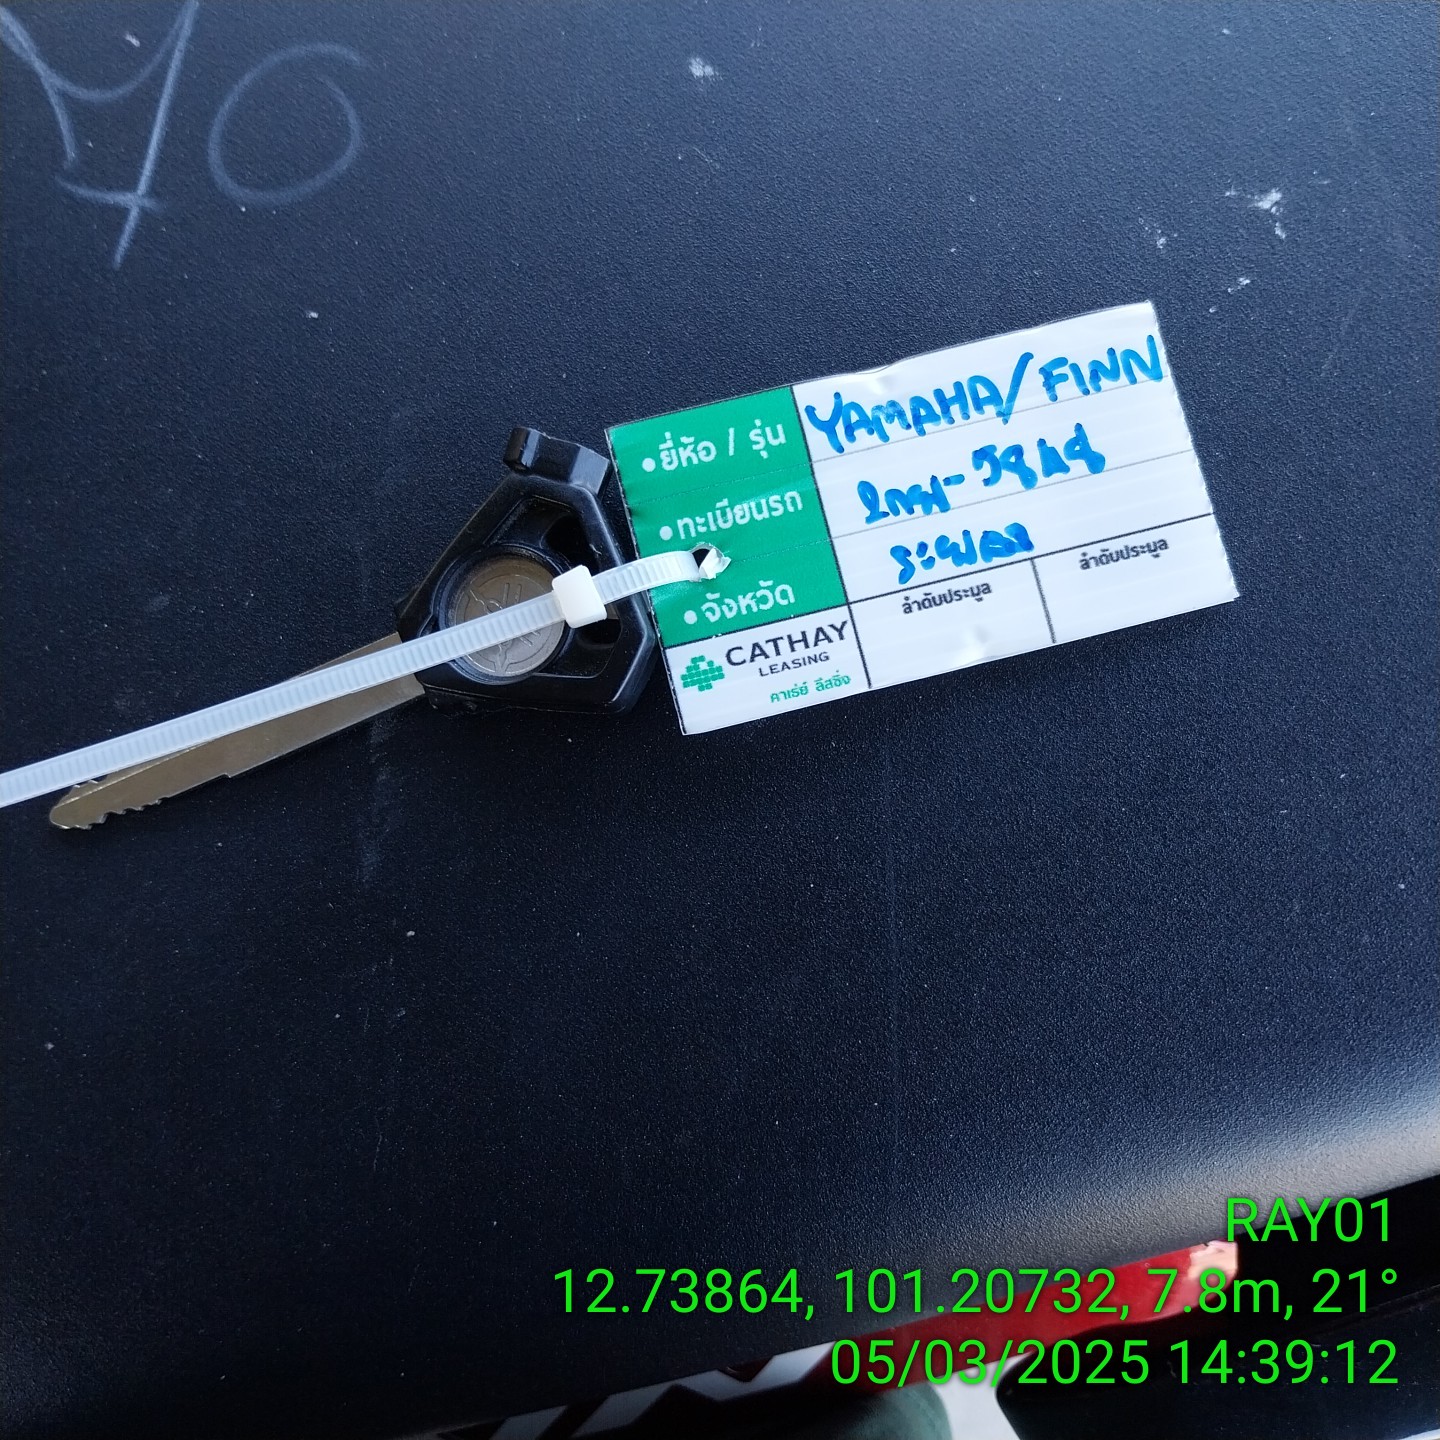 70
• ยี่ห้อ / รุ่น YAMAHA/FINN
• ทะเบียนรถ
• จังหวัด ระยอง
CATHAY
LEASING
คาเธ่ย์ ลีสซิ่ง
ลำดับประมูล
ลำดับประมูล
RAY01
12.73864, 101.20732, 7.8m, 21°
05/03/2025 14:39:12